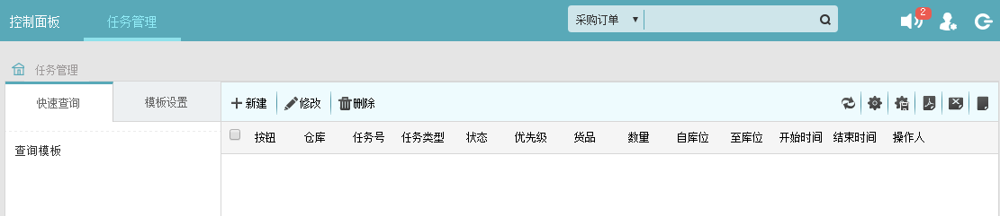 控制面板 任务管理 采购订单 2
任务管理
快速查询 模板设置 新建 修改 删除
按钮 仓库 任务号 任务类型 状态 优先级 货品 数量 自库位 至库位 开始时间 结束时间 操作人
查询模板